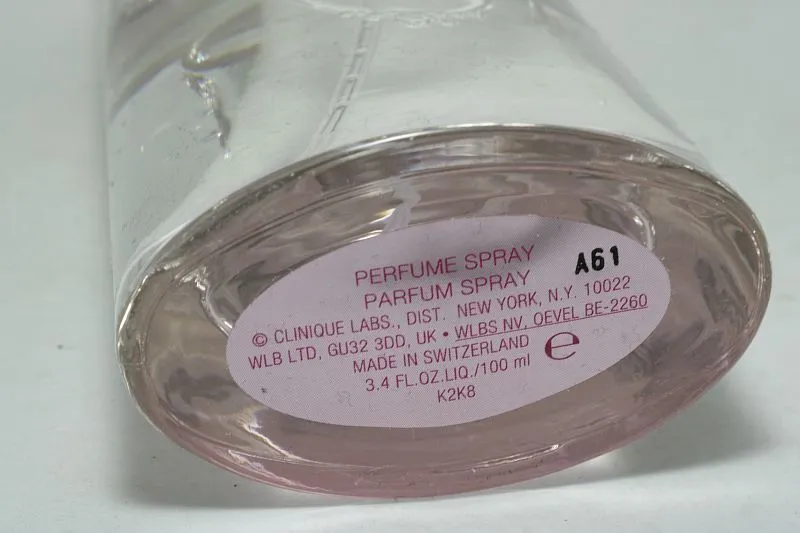 PERFUME SPRAY
A61
PARFUM SPRAY
© CLINIQUE LABS., DIST. NEW YORK, N.Y. 10022
WLB LTD, GU32 3DD, UK • WLBS NV, OEVEL BE-2260
MADE IN SWITZERLAND
3.4 FL.OZ.LIQ./100 ml
e
K2K8